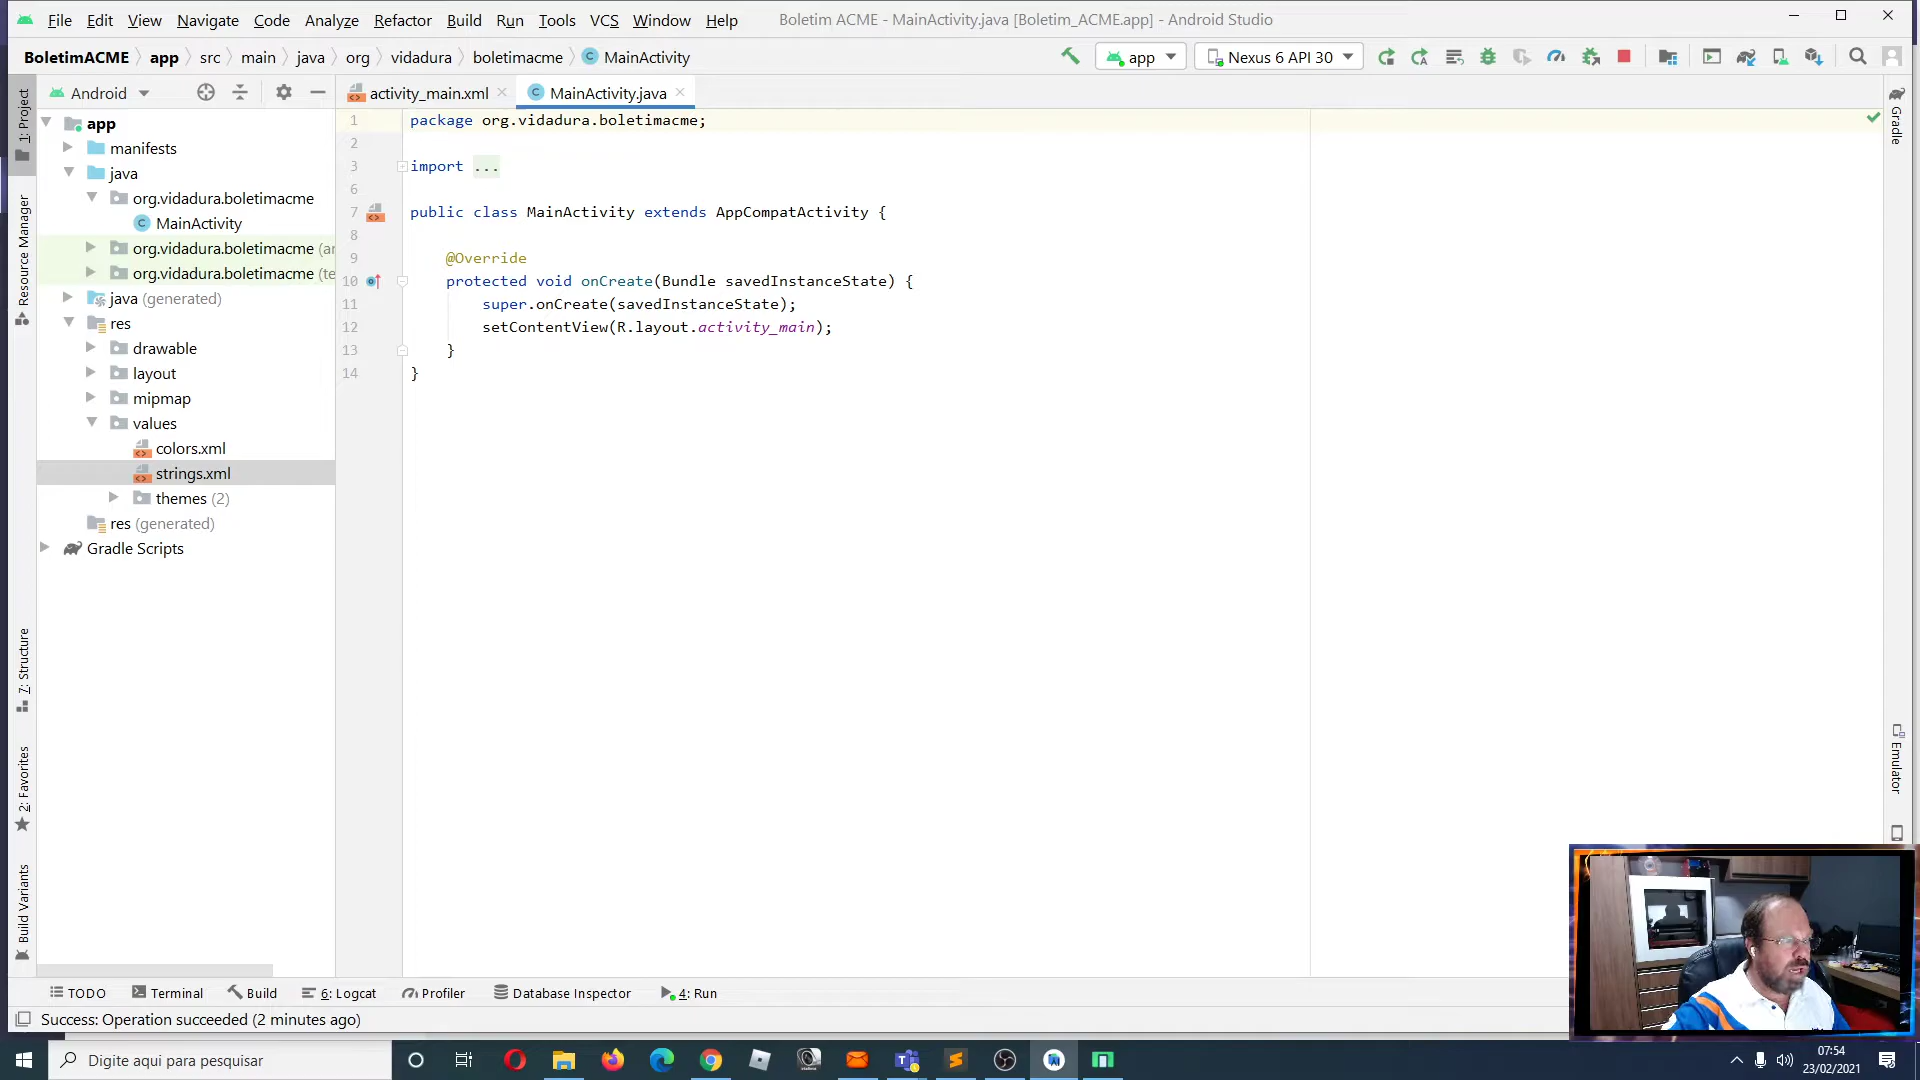 File Edit View Navigate Code Analyze Refactor Build Run Tools VCS Window Help Boletim ACME - MainActivity.java [Boletim_ACME.app] - Android Studio
BoletimACME app src main java org vidadura boletimacme MainActivity app Nexus 6 API 30
Android
activity_main.xml MainActivity.java
1: Project
Resource Manager
7: Structure
2: Favorites
Build Variants
app
manifests
java
org.vidadura.boletimacme
MainActivity
org.vidadura.boletimacme (ar
org.vidadura.boletimacme (te
java (generated)
res
drawable
layout
mipmap
values
colors.xml
strings.xml
themes (2)
res (generated)
Gradle Scripts
1 package org.vidadura.boletimacme;
2
3 import ...
6
7 public class MainActivity extends AppCompatActivity {
8
9 @Override
10 protected void onCreate(Bundle savedInstanceState) {
11 super.onCreate(savedInstanceState);
12 setContentView(R.layout.activity_main);
13 }
14 }
Gradle
Emulator
TODO Terminal Build 6: Logcat Profiler Database Inspector 4: Run
Success: Operation succeeded (2 minutes ago)
Digite aqui para pesquisar
07:54
23/02/2021